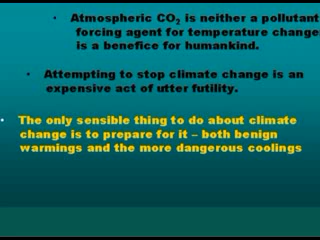 • Atmospheric CO₂ is neither a pollutant
forcing agent for temperature change
is a benefice for humankind.
• Attempting to stop climate change is an
expensive act of utter futility.
• The only sensible thing to do about climate
change is to prepare for it – both benign
warmings and the more dangerous coolings